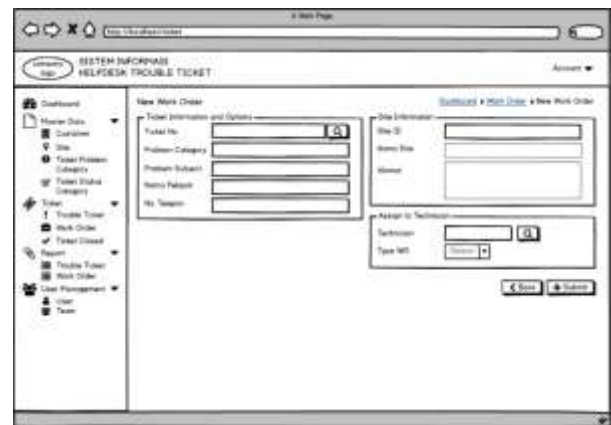 A Web Page
http://localhost/ticket
company
logo
SISTEM INFORMASI
HELPDESK TROUBLE TICKET
Account
Dashboard
Master Data
Customer
Site
Ticket Problem
Category
Ticket Status
Category
Ticket
Trouble Ticket
Work Order
Ticket Closed
Report
Trouble Ticket
Work Order
User Management
User
Team
New Work Order
Dashboard Work Order New Work Order
Ticket Information and Options
Ticket No.
Problem Category
Problem Subject
Nama Pelapor
No. Telepon
Site Information
Site ID
Nama Site
Alamat
Assign to Technician
Technician
Type WO
Select
Submit